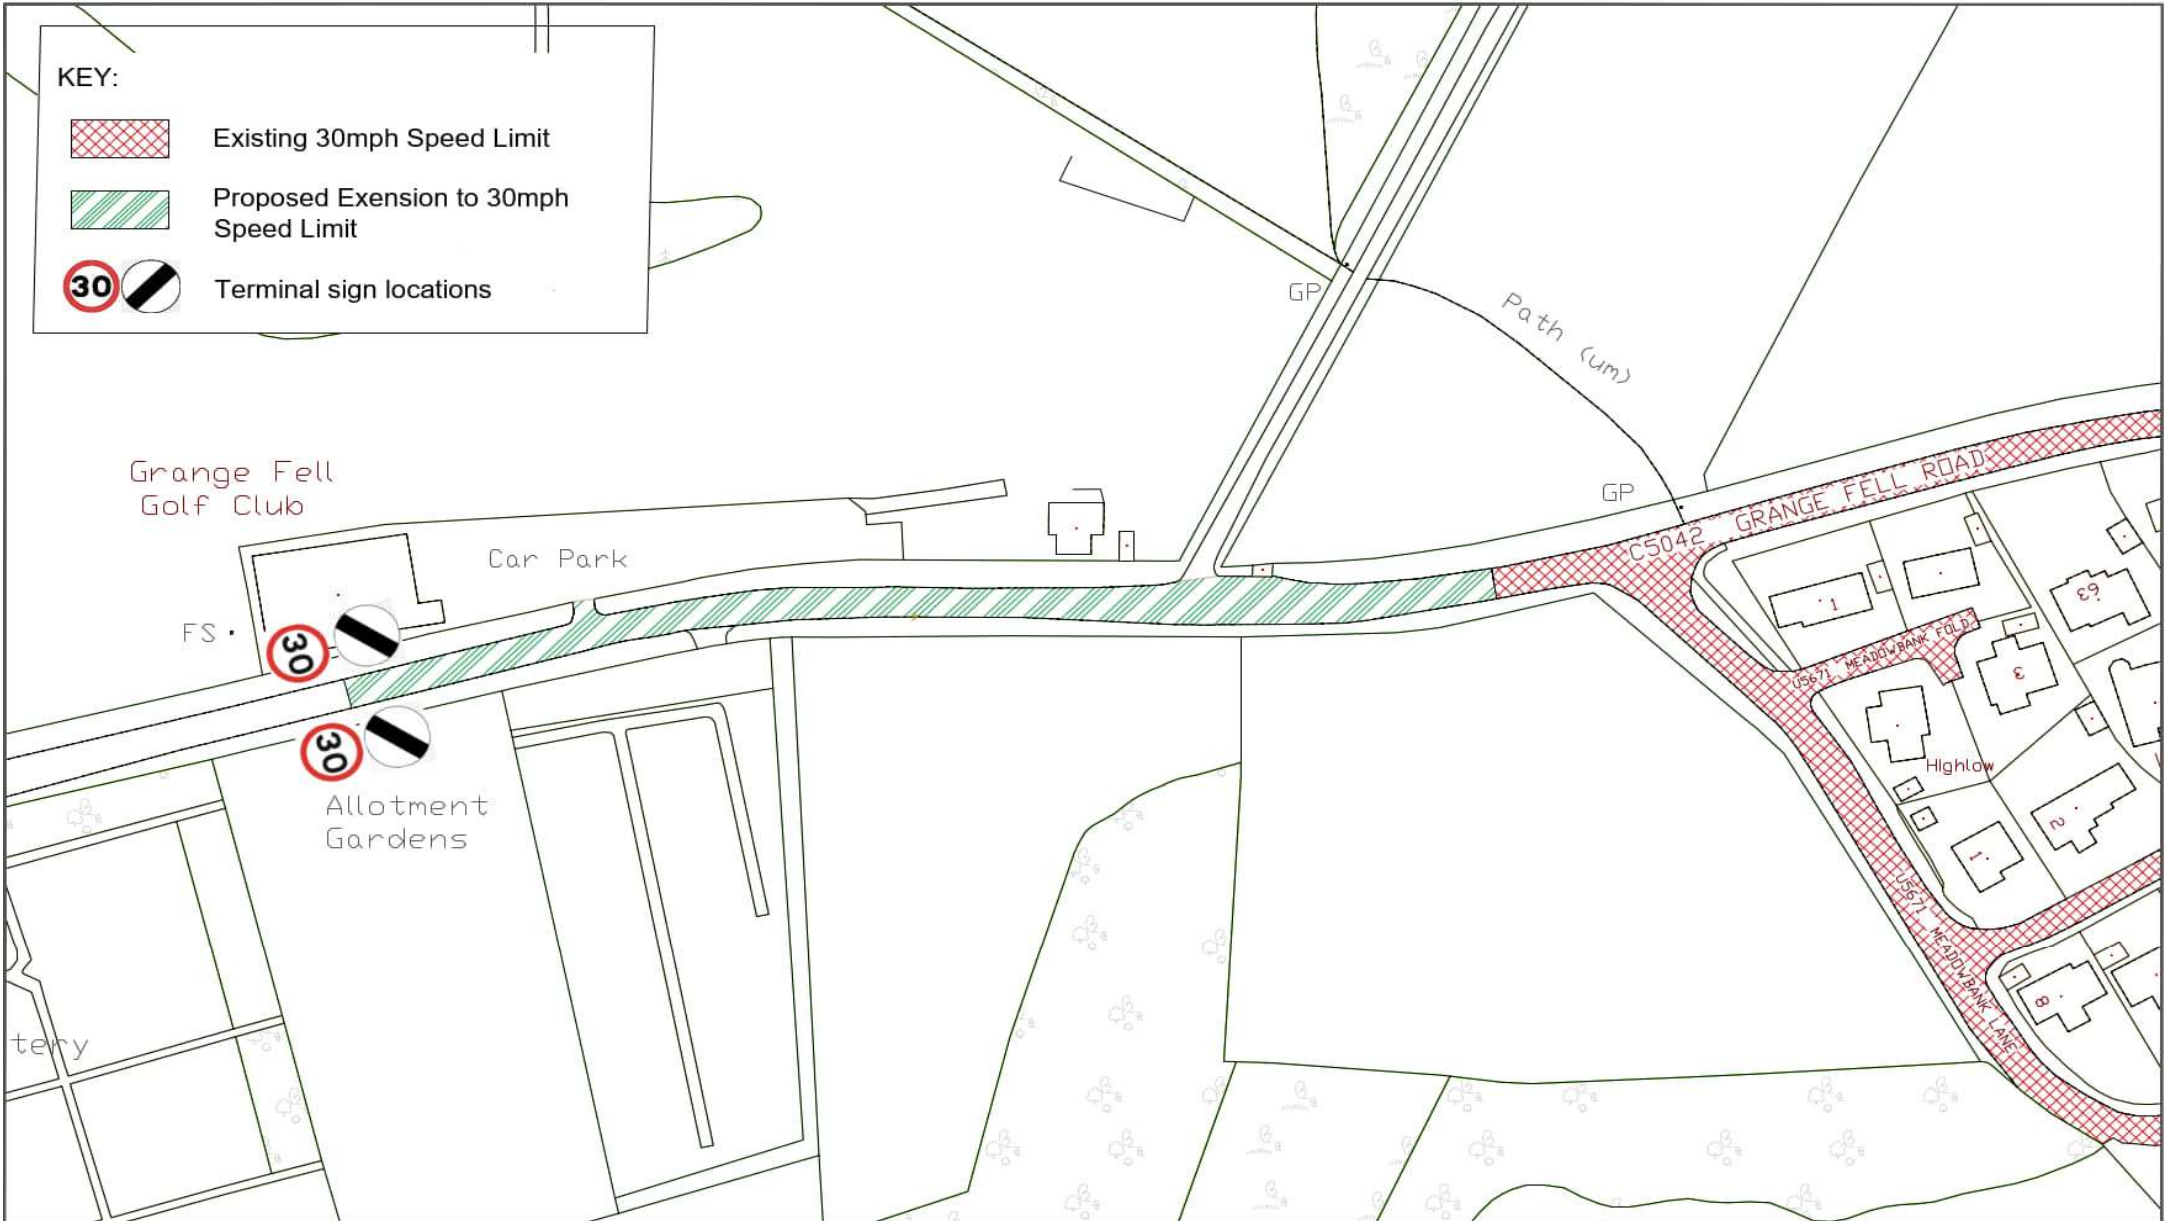 KEY:
Existing 30mph Speed Limit
Proposed Exension to 30mph
Speed Limit
30
Terminal sign locations
GP
Path (um)
Grange Fell
Golf Club
GP
C5042 GRANGE FELL ROAD
Car Park
FS
30
30
Allotment
Gardens
1
63
U5671 MEADOWBANK FOLD
3
Highlow
2
1
U5671 MEADOWBANK LANE
8
tery